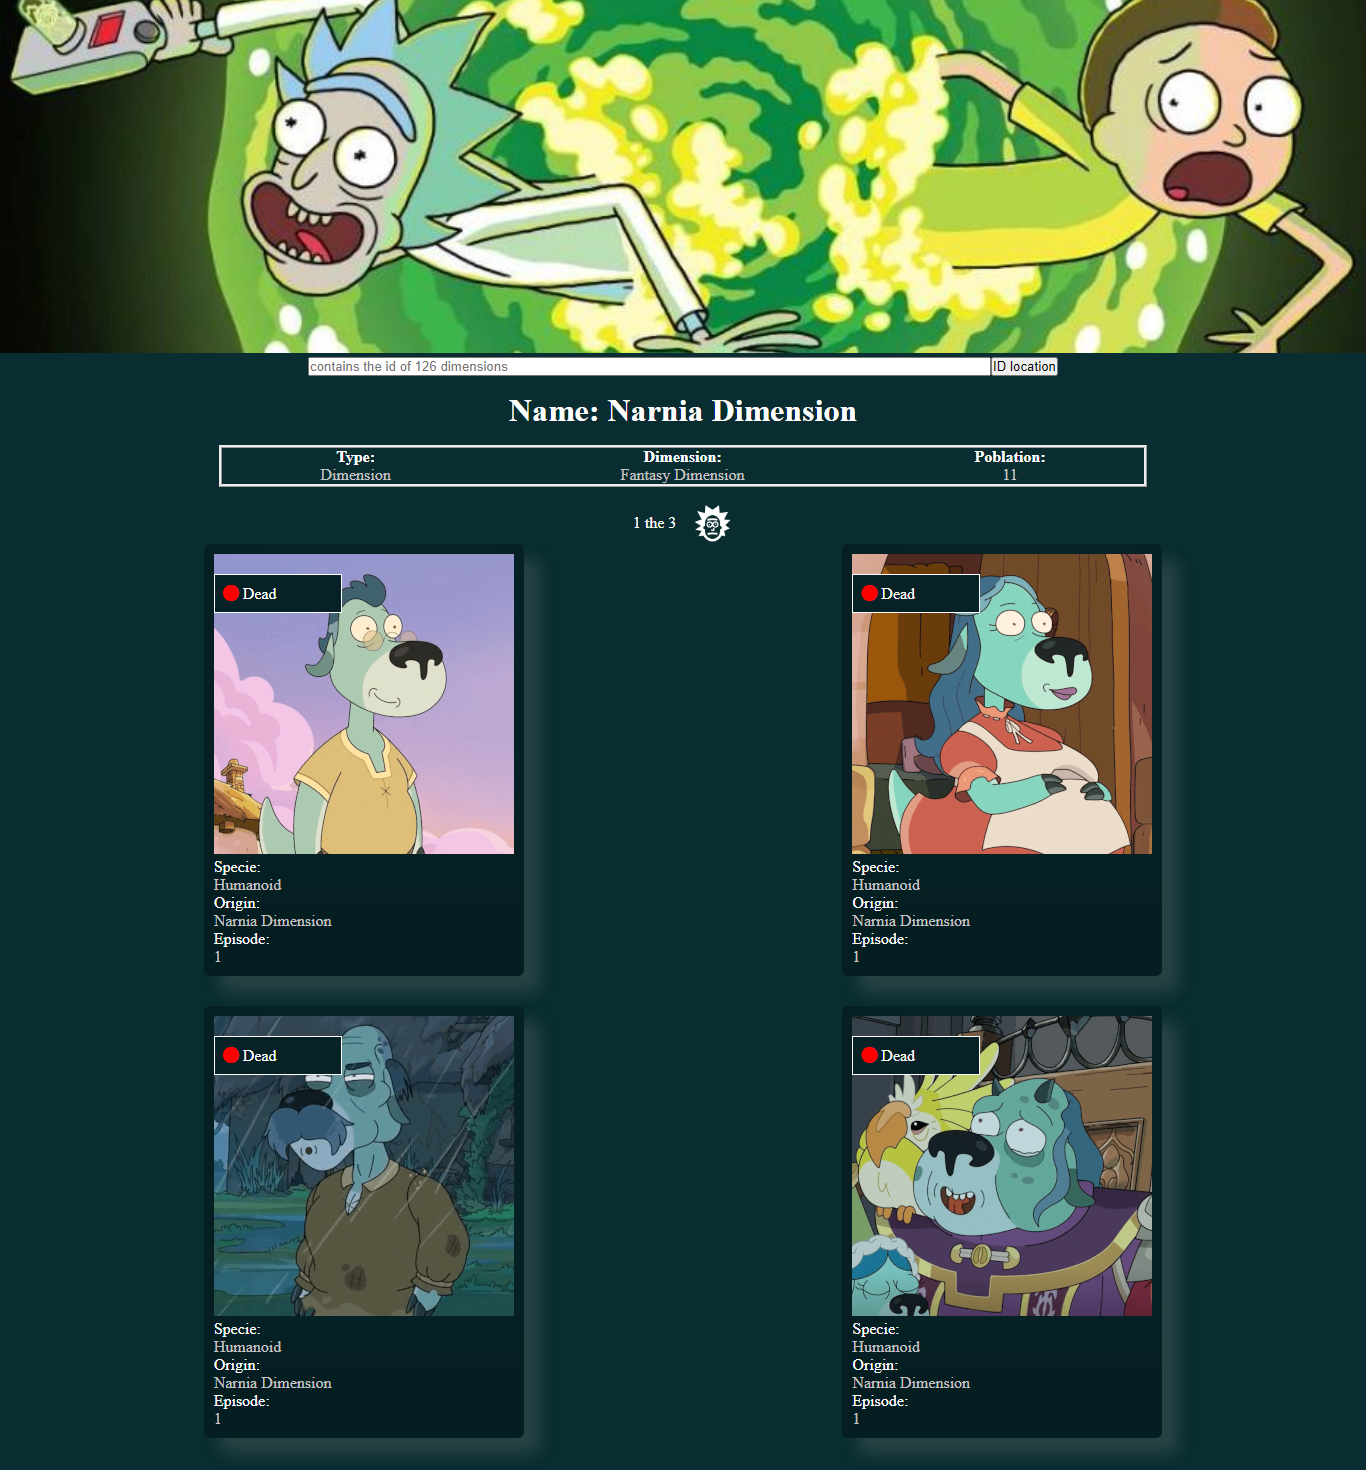 contains the id of 126 dimensions ID location
Name: Narnia Dimension
Type: Dimension: Poblation:
Dimension Fantasy Dimension 11
1 the 3
Dead
Specie:
Humanoid
Origin:
Narnia Dimension
Episode:
1
Dead
Specie:
Humanoid
Origin:
Narnia Dimension
Episode:
1
Dead
Specie:
Humanoid
Origin:
Narnia Dimension
Episode:
1
Dead
Specie:
Humanoid
Origin:
Narnia Dimension
Episode:
1